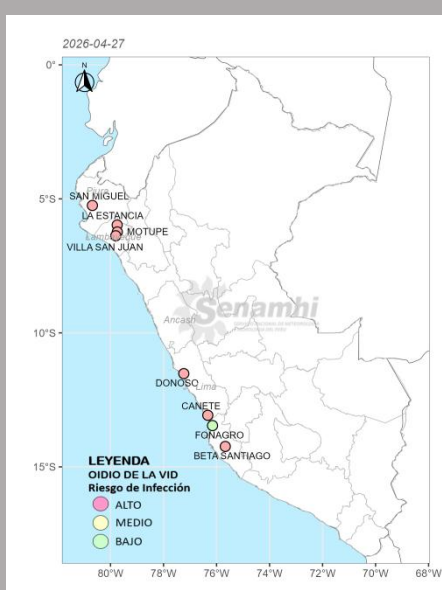 2026-04-27
N
0°
5°S
10°S
15°S
Piura
SAN MIGUEL
LA ESTANCIA
MOTUPE
Lambayeque
VILLA SAN JUAN
Senamhi
Ancash
DONOSO
Lima
CANETE
FONAGRO
BETA SANTIAGO
LEYENDA
OIDIO DE LA VID
Riesgo de Infección
ALTO
MEDIO
BAJO
80°W 78°W 76°W 74°W 72°W 70°W 68°W